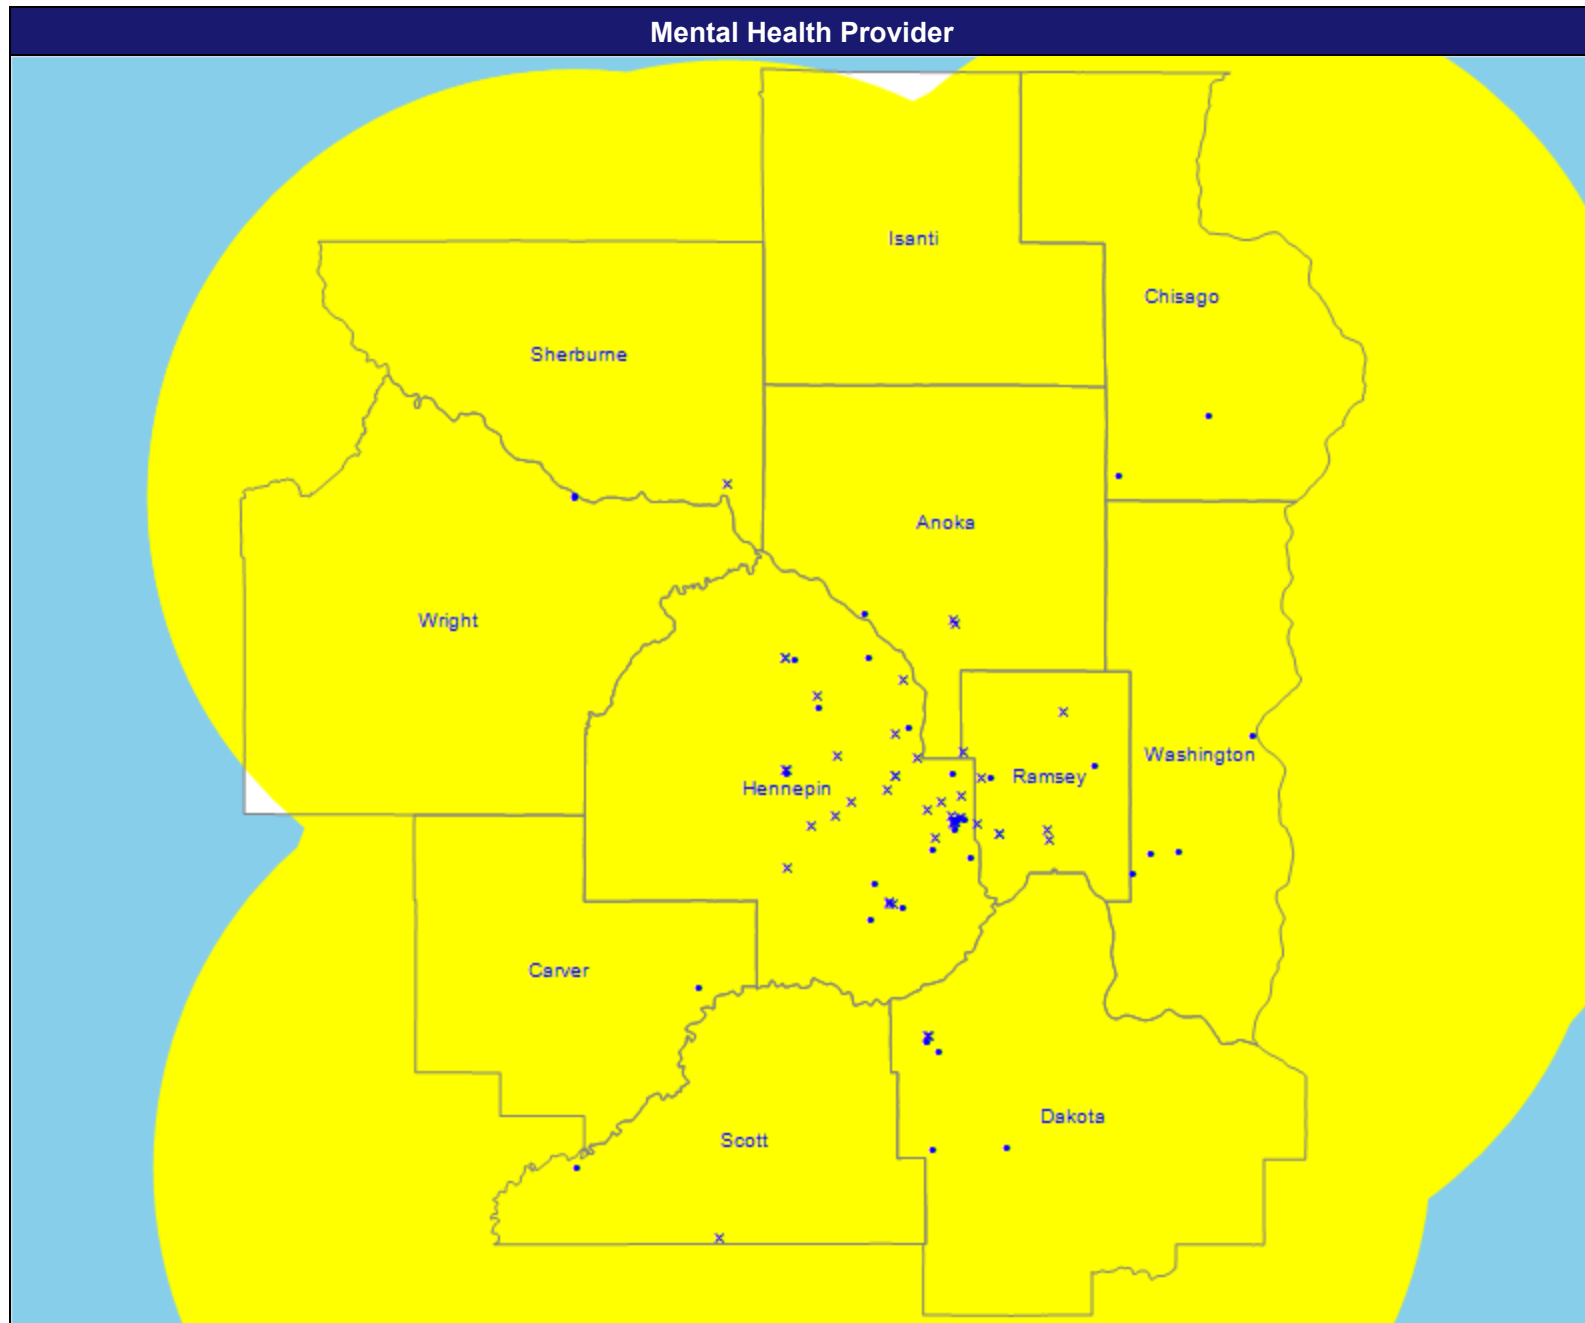 Mental Health Provider
Isanti
Chisago
Sherburne
Anoka
Wright
Washington
Ramsey
Hennepin
Carver
Dakota
Scott